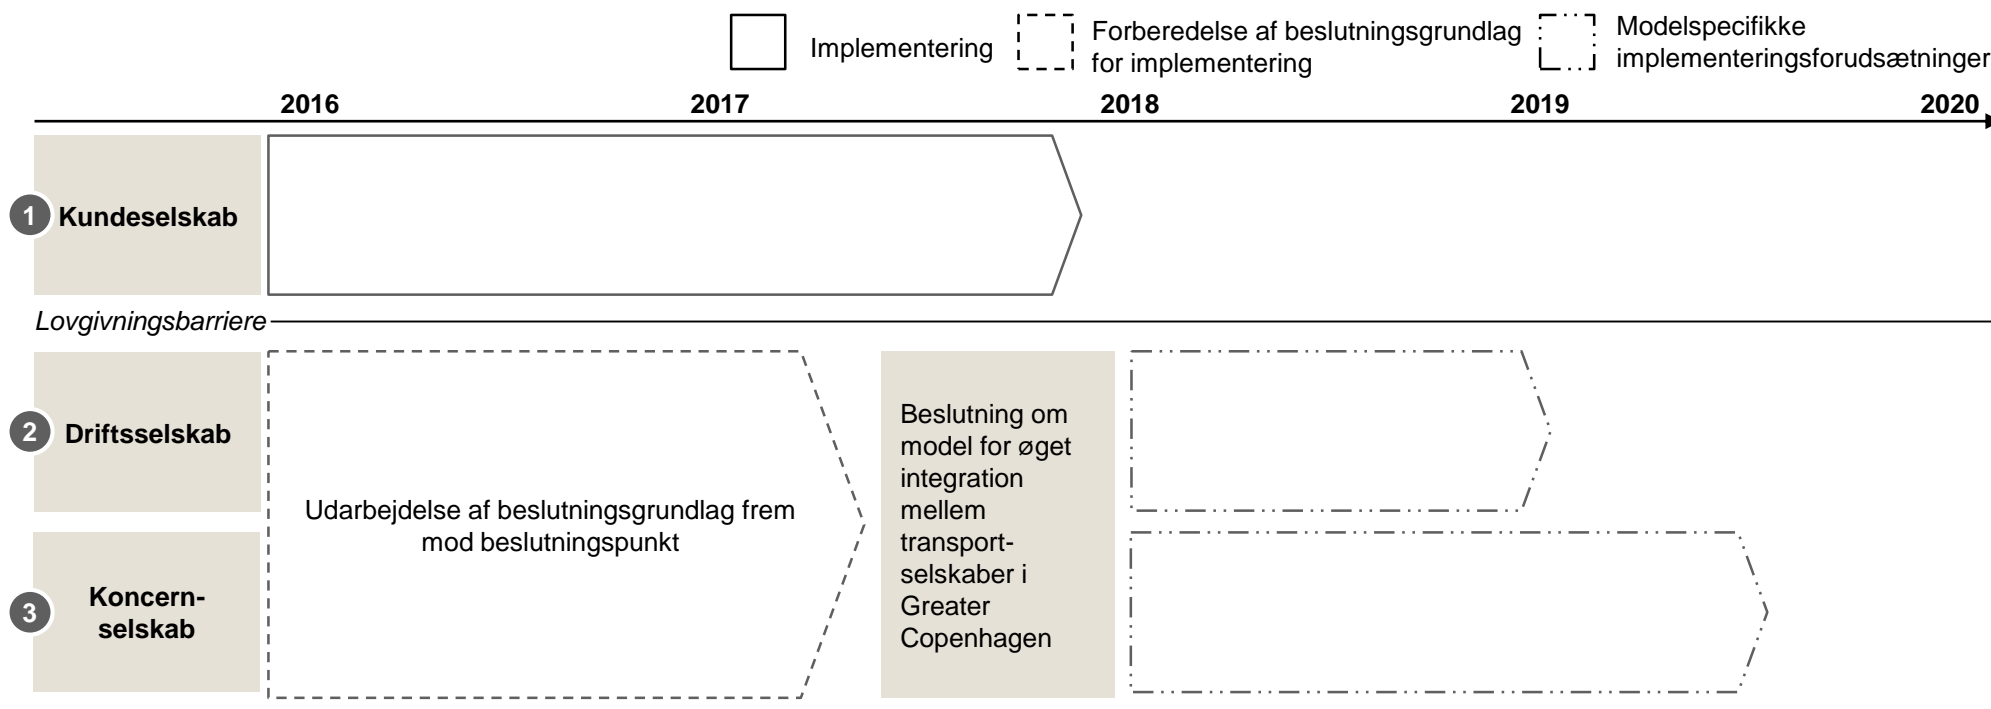 Implementering
Forberedelse af beslutningsgrundlag
for implementering
Modelspecifikke
implementeringsforudsætninger
2016 2017 2018 2019 2020
1 Kundeselskab
Lovgivningsbarriere
2 Driftsselskab
Udarbejdelse af beslutningsgrundlag frem
mod beslutningspunkt
Beslutning om
model for øget
integration
mellem
transport-
selskaber i
Greater
Copenhagen
3 Koncern-
selskab